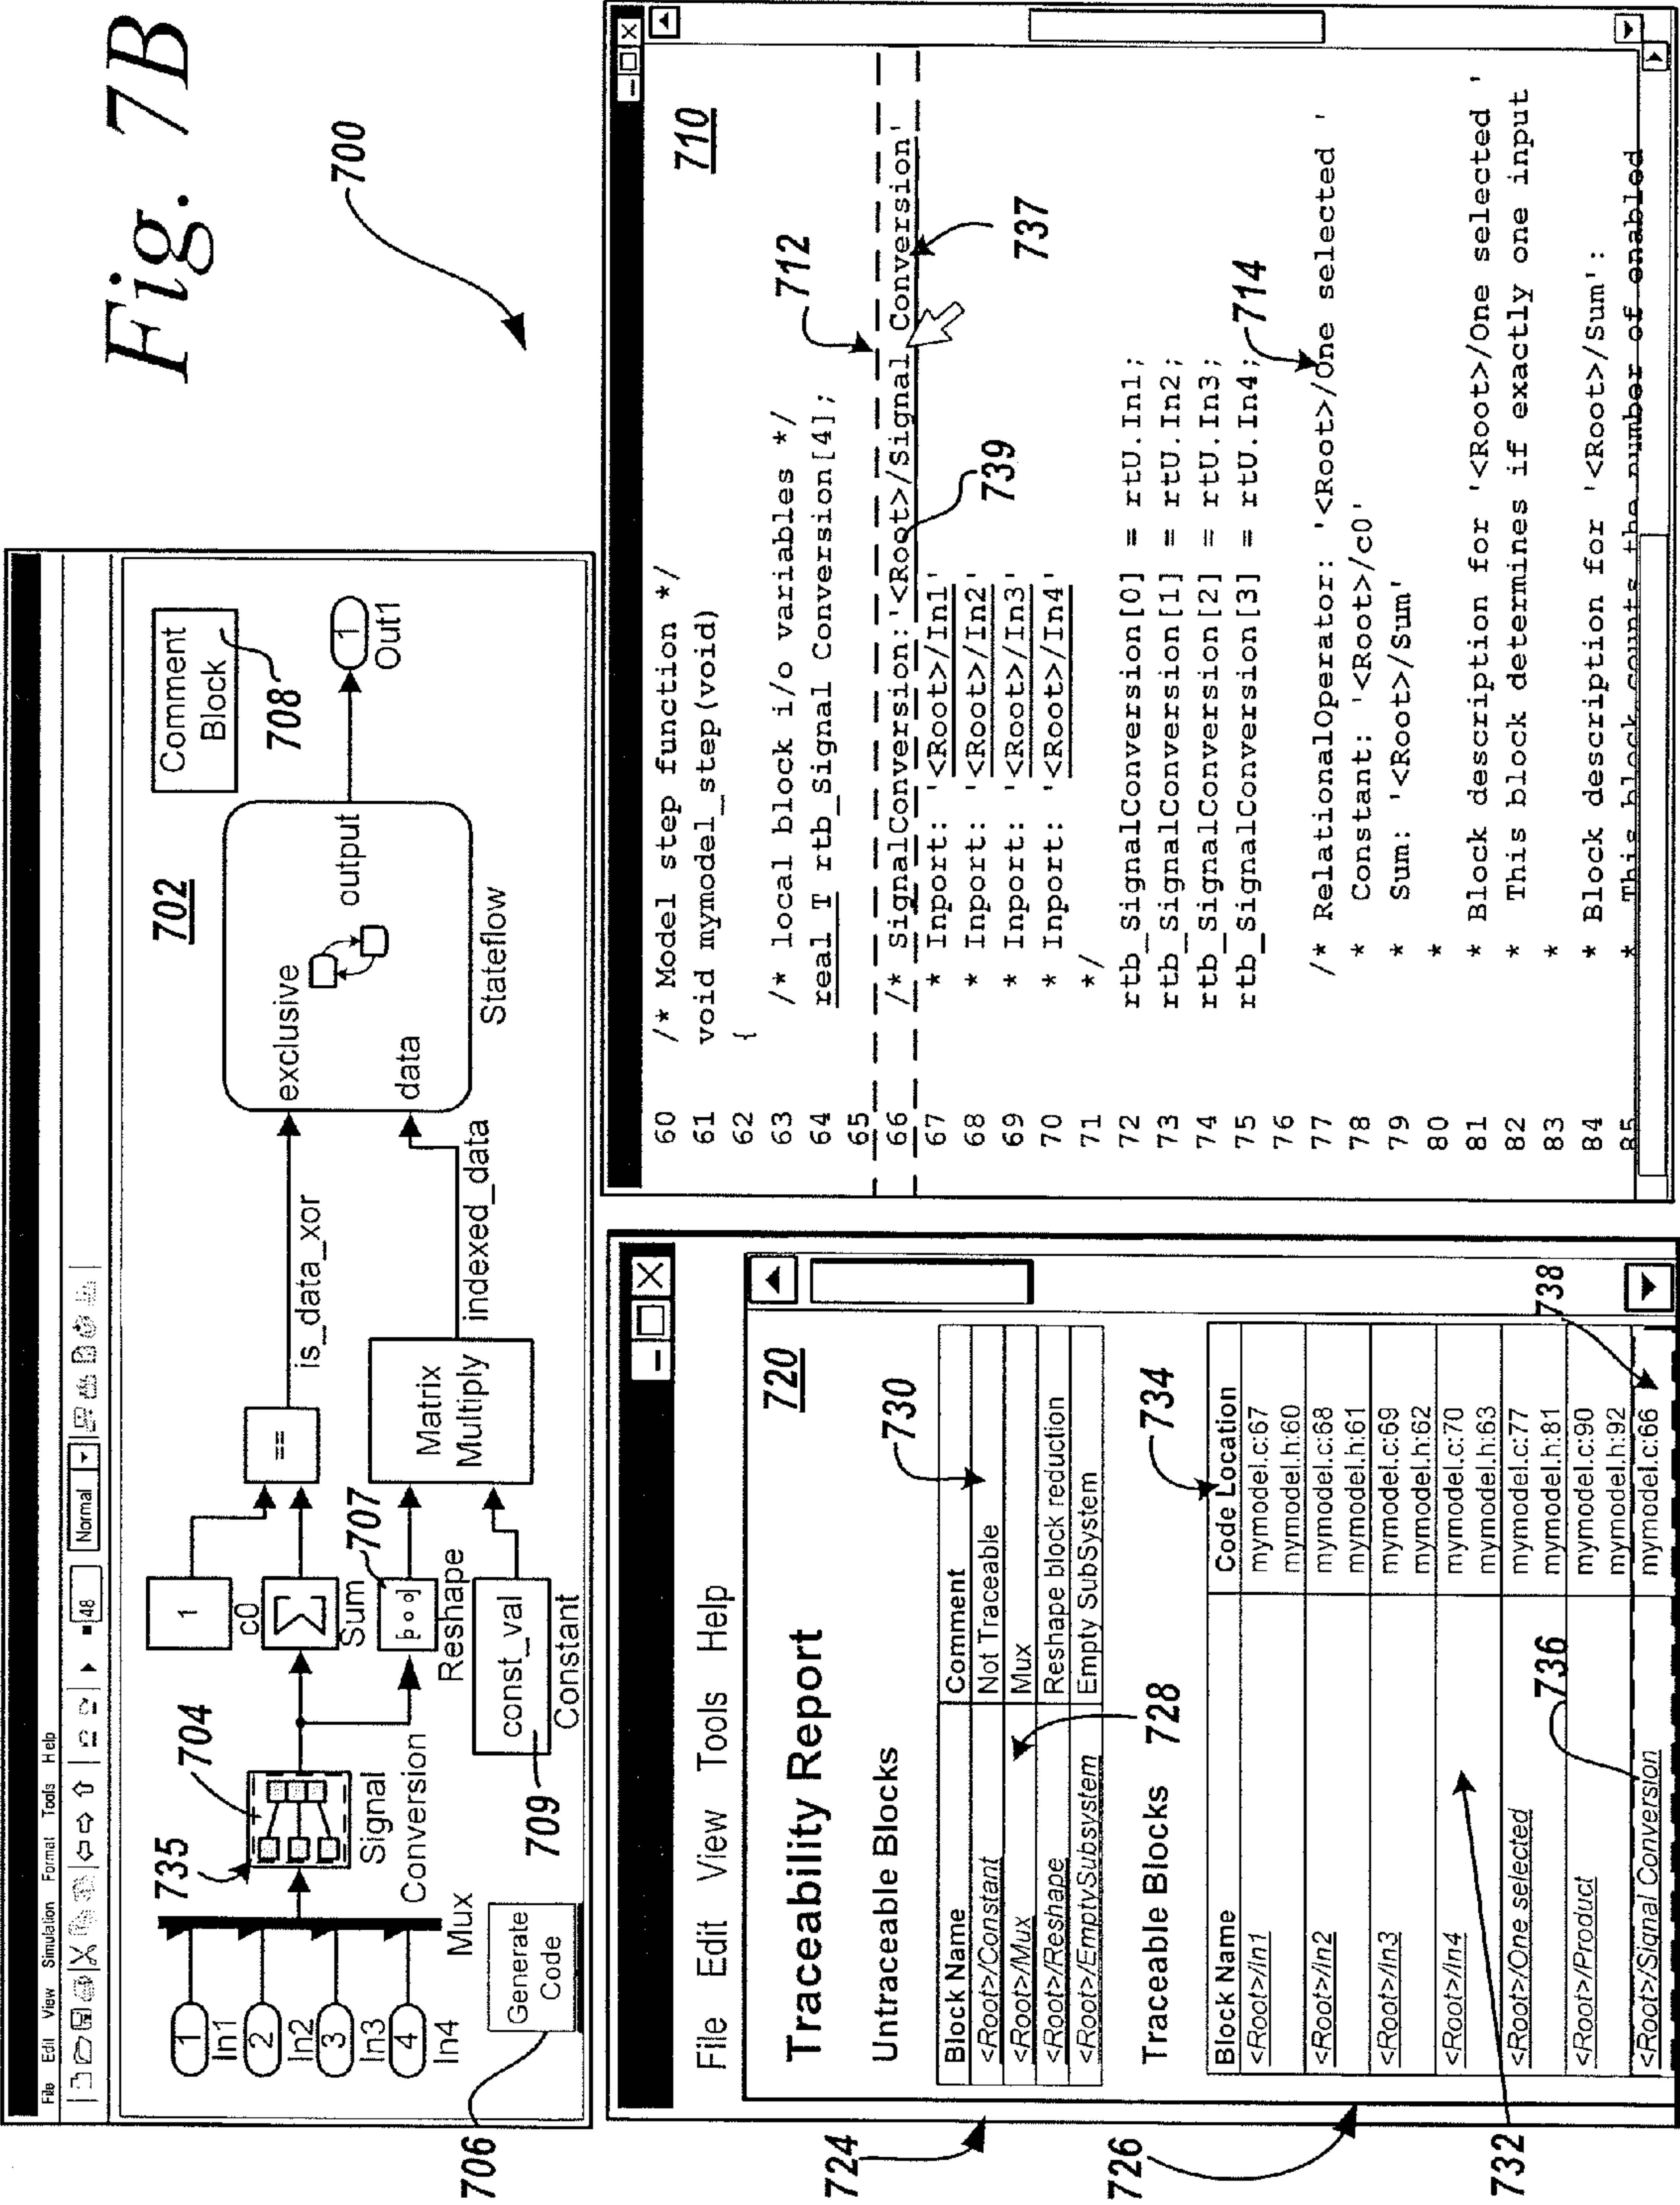 Fig. 7B
700
File Edit View Simulation Format Tools Help
48
Normal
702
1
In1
2
In2
3
In3
4
In4
Mux
735
704
Signal
Conversion
1
c0
Sum
707
Reshape
const_val
Constant
709
==
is_data_xor
Matrix
Multiply
indexed_data
exclusive
data
output
Stateflow
Comment
Block
708
1
Out1
Generate
Code
706
File Edit View Tools Help
720
Traceability Report
Untraceable Blocks
Block Name Comment
<Root>/Constant Not Traceable
<Root>/Mux Mux
<Root>/Reshape Reshape block reduction
<Root>/EmptySubsystem Empty SubSystem
724
728
730
Traceable Blocks
Block Name Code Location
<Root>/In1 mymodel.c:67
mymodel.h:60
<Root>/In2 mymodel.c:68
mymodel.h:61
<Root>/In3 mymodel.c:69
mymodel.h:62
<Root>/In4 mymodel.c:70
mymodel.h:63
<Root>/One selected mymodel.c:77
mymodel.h:81
<Root>/Product mymodel.c:90
mymodel.h:92
<Root>/Signal Conversion mymodel.c:66
726
732
734
736
738
710
60 /* Model step function */
61 void mymodel_step(void)
62 {
63 /* local block i/o variables */
64 real_T rtb_Signal Conversion[4];
65
66 /* SignalConversion:'<Root>/Signal Conversion'
67 * Inport: '<Root>/In1'
68 * Inport: '<Root>/In2'
69 * Inport: '<Root>/In3'
70 * Inport: '<Root>/In4'
71 */
72 rtb_SignalConversion[0] = rtU.In1;
73 rtb_SignalConversion[1] = rtU.In2;
74 rtb_SignalConversion[2] = rtU.In3;
75 rtb_SignalConversion[3] = rtU.In4;
76
77 /* RelationalOperator: '<Root>/One selected '
78 * Constant: '<Root>/c0'
79 * Sum: '<Root>/Sum'
80 *
81 * Block description for '<Root>/One selected '
82 * This block determines if exactly one input
83 *
84 * Block description for '<Root>/Sum':
85 * This block counts the number of enabled
712
737
739
714